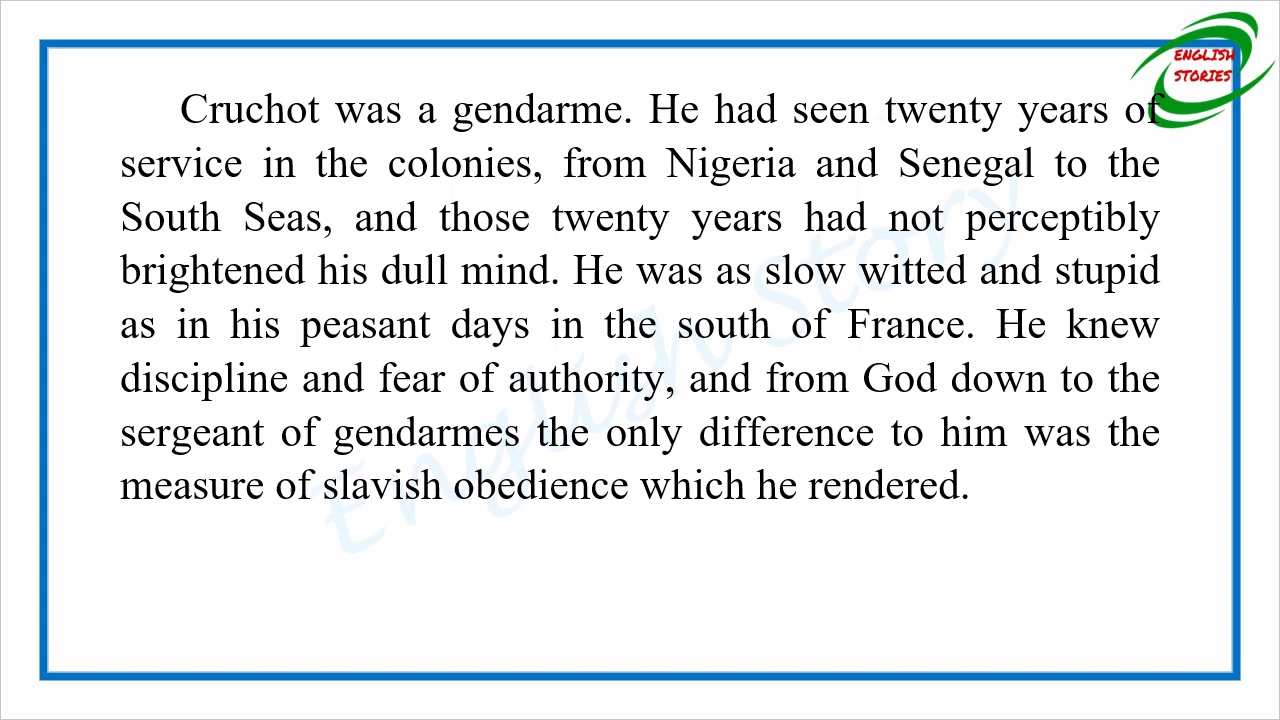 ENGLISH
STORIES
Cruchot was a gendarme. He had seen twenty years of
service in the colonies, from Nigeria and Senegal to the
South Seas, and those twenty years had not perceptibly
brightened his dull mind. He was as slow witted and stupid
as in his peasant days in the south of France. He knew
discipline and fear of authority, and from God down to the
sergeant of gendarmes the only difference to him was the
measure of slavish obedience which he rendered.
English Story